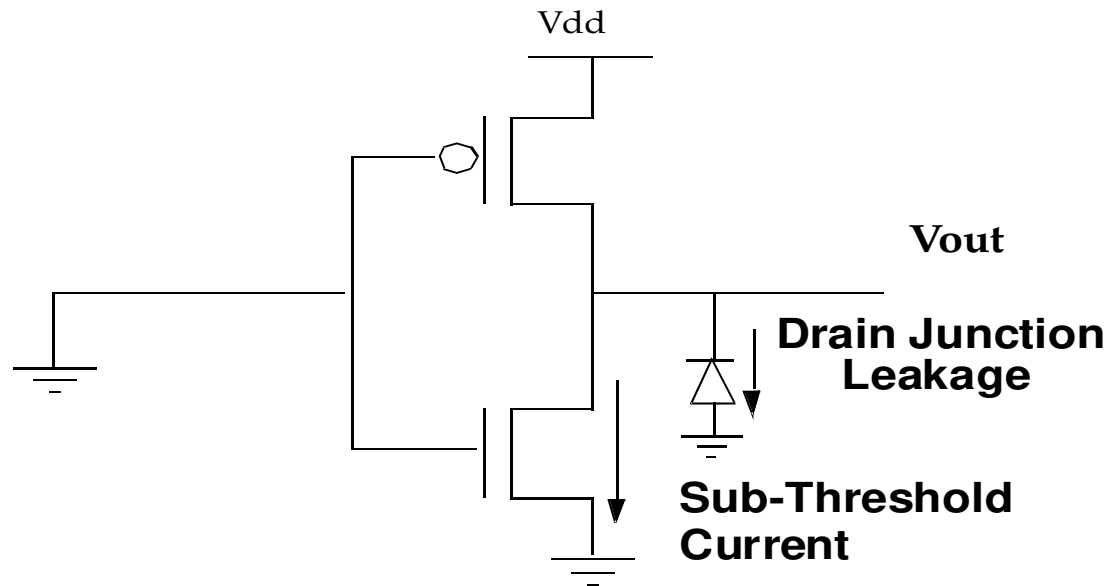 Vdd
Vout
Drain Junction
Leakage
Sub-Threshold
Current